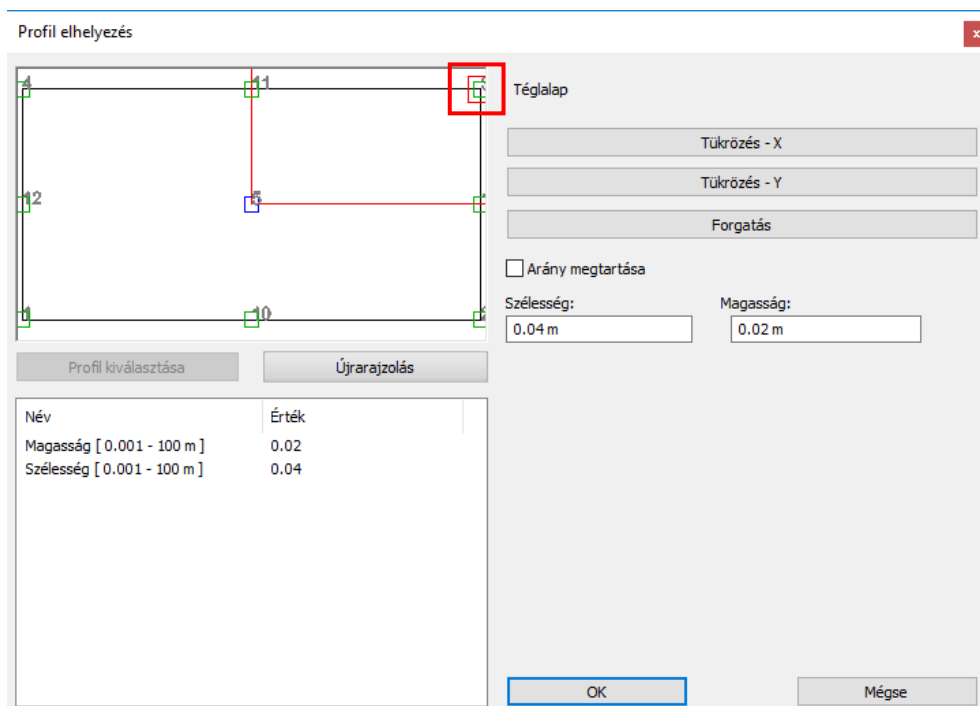 Profil elhelyezés
x
4 11
12 5
1 10
Téglalap
Tükrözés - X
Tükrözés - Y
Forgatás
Arány megtartása
Szélesség: Magasság:
0.04 m 0.02 m
Profil kiválasztása Újrarajzolás
Név Érték
Magasság [ 0.001 - 100 m ] 0.02
Szélesség [ 0.001 - 100 m ] 0.04
OK Mégse